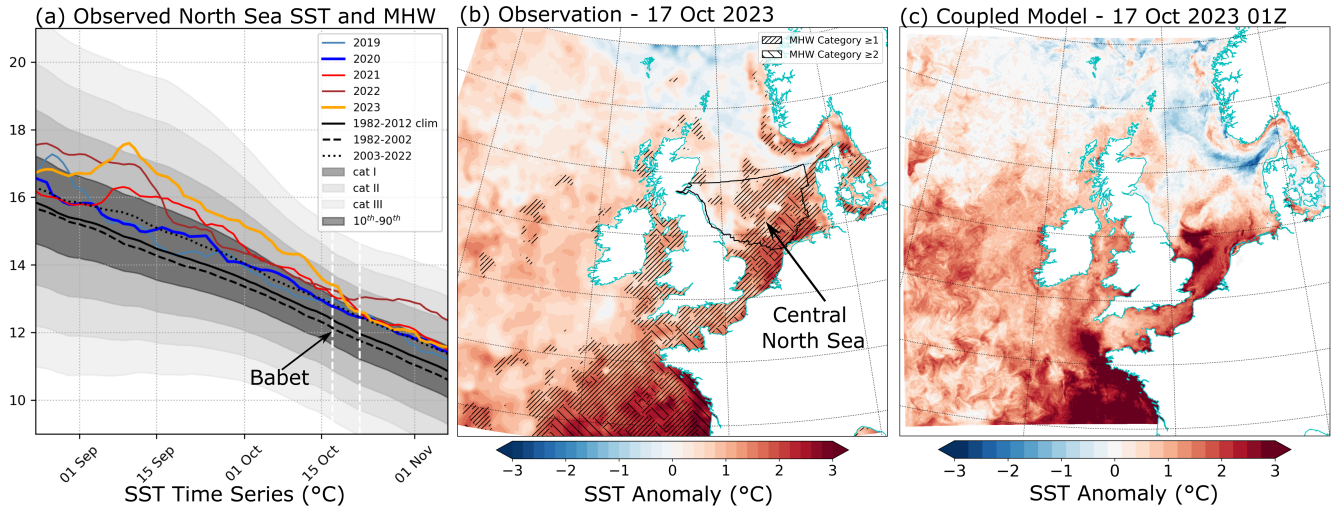 (a) Observed North Sea SST and MHW
20
18
16
14
12
10
2019
2020
2021
2022
2023
1982-2012 clim
1982-2002
2003-2022
cat I
cat II
cat III
10th-90th
Babet
01 Sep
15 Sep
01 Oct
15 Oct
01 Nov
SST Time Series (°C)
(b) Observation - 17 Oct 2023
MHW Category ≥1
MHW Category ≥2
Central
North Sea
−3 −2 −1 0 1 2 3
SST Anomaly (°C)
(c) Coupled Model - 17 Oct 2023 01Z
−3 −2 −1 0 1 2 3
SST Anomaly (°C)